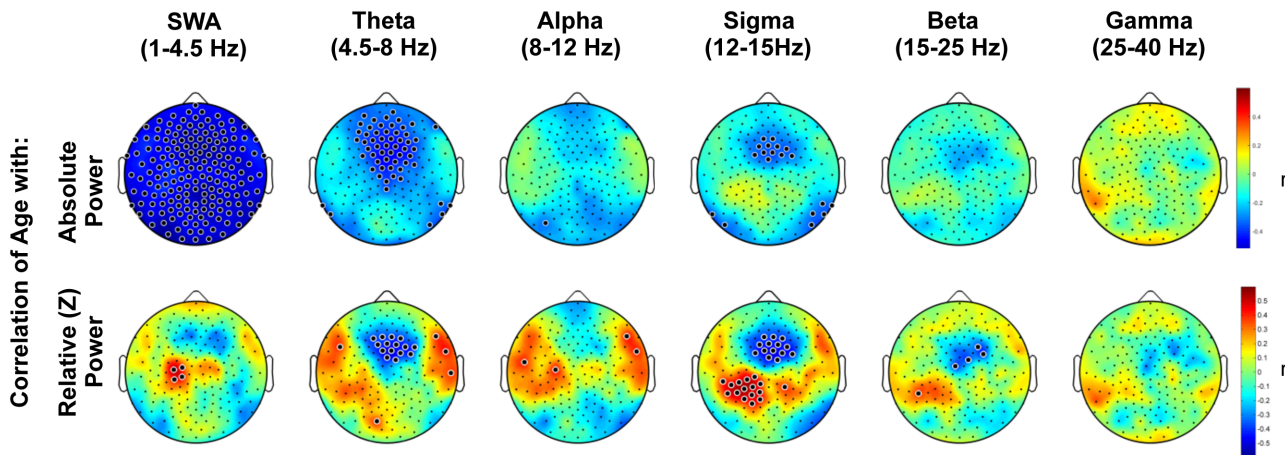 SWA
(1-4.5 Hz)
Theta
(4.5-8 Hz)
Alpha
(8-12 Hz)
Sigma
(12-15Hz)
Beta
(15-25 Hz)
Gamma
(25-40 Hz)
Correlation of Age with:
Absolute
Power
0.4
0.2
0
-0.2
-0.4
r
Relative (Z)
Power
0.5
0.4
0.3
0.2
0.1
0
-0.1
-0.2
-0.3
-0.4
-0.5
r